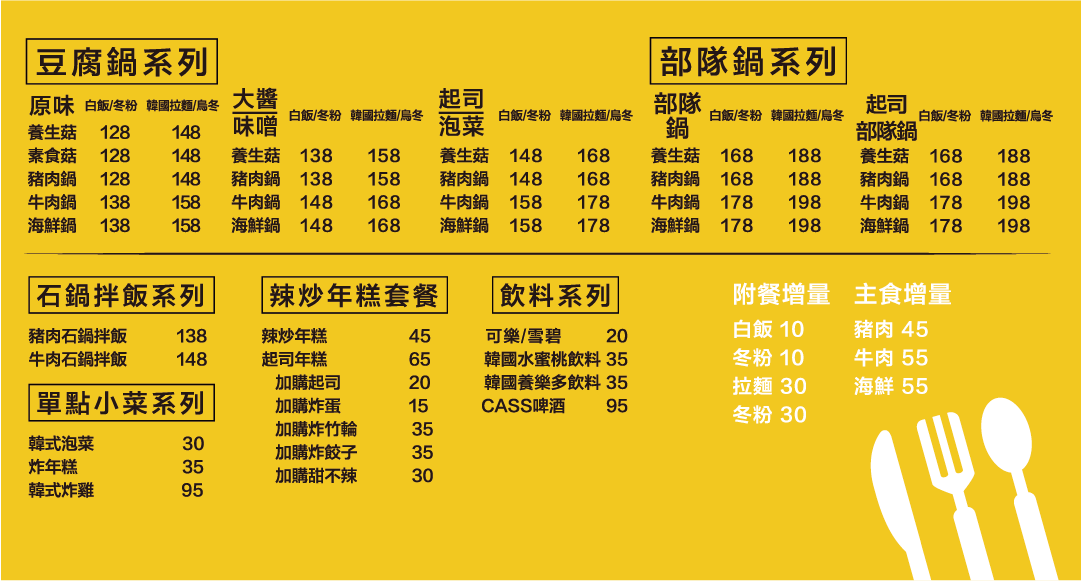 豆腐鍋系列
原味 白飯/冬粉 韓國拉麵/烏冬
養生菇 128 148
素食菇 128 148
豬肉鍋 128 148
牛肉鍋 138 158
海鮮鍋 138 158
大醬
味噌 白飯/冬粉 韓國拉麵/烏冬
養生菇 138 158
豬肉鍋 138 158
牛肉鍋 148 168
海鮮鍋 148 168
起司
泡菜 白飯/冬粉 韓國拉麵/烏冬
養生菇 148 168
豬肉鍋 148 168
牛肉鍋 158 178
海鮮鍋 158 178
部隊鍋系列
部隊
鍋 白飯/冬粉 韓國拉麵/烏冬
養生菇 168 188
豬肉鍋 168 188
牛肉鍋 178 198
海鮮鍋 178 198
起司
部隊鍋 白飯/冬粉 韓國拉麵/烏冬
養生菇 168 188
豬肉鍋 168 188
牛肉鍋 178 198
海鮮鍋 178 198
石鍋拌飯系列
豬肉石鍋拌飯 138
牛肉石鍋拌飯 148
單點小菜系列
韓式泡菜 30
炸年糕 35
韓式炸雞 95
辣炒年糕套餐
辣炒年糕 45
起司年糕 65
加購起司 20
加購炸蛋 15
加購炸竹輪 35
加購炸餃子 35
加購甜不辣 30
飲料系列
可樂/雪碧 20
韓國水蜜桃飲料 35
韓國養樂多飲料 35
CASS啤酒 95
附餐增量
白飯 10
冬粉 10
拉麵 30
冬粉 30
主食增量
豬肉 45
牛肉 55
海鮮 55